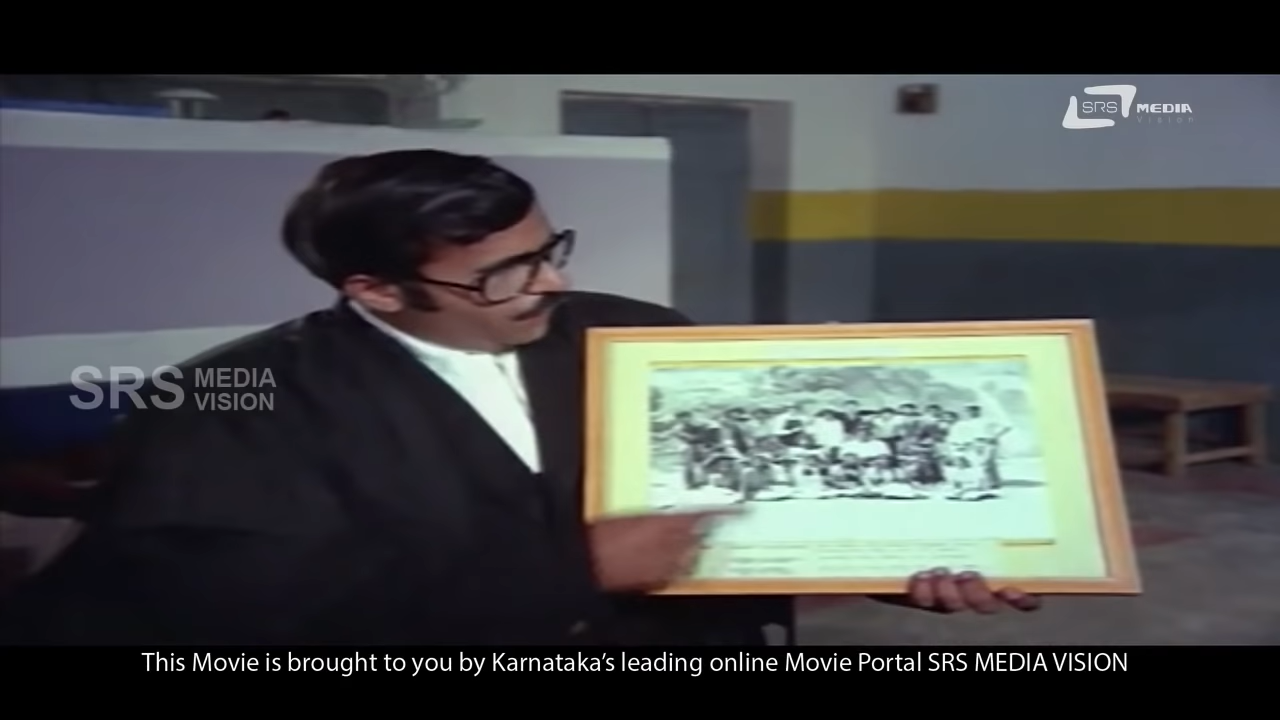 SRS MEDIA
Vision
SRS MEDIA
VISION
This Movie is brought to you by Karnataka's leading online Movie Portal SRS MEDIA VISION